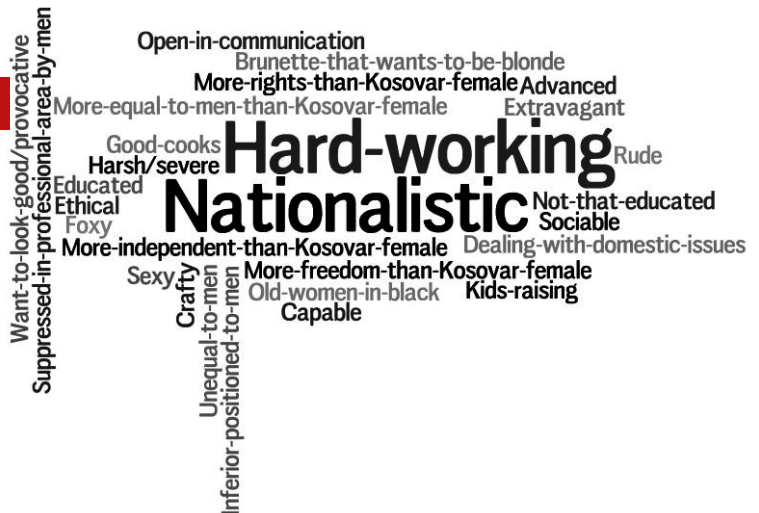 Want-to-look-good/provocative
Suppressed-in-professional-area-by-men
Open-in-communication
Brunette-that-wants-to-be-blonde
More-rights-than-Kosovar-female
Advanced
More-equal-to-men-than-Kosovar-female
Extravagant
Good-cooks
Hard-working
Rude
Harsh/severe
Educated
Nationalistic
Not-that-educated
Ethical
Sociable
Foxy
More-independent-than-Kosovar-female
Dealing-with-domestic-issues
Sexy
Crafty
Unequal-to-men
Inferior-positioned-to-men
More-freedom-than-Kosovar-female
Old-women-in-black
Kids-raising
Capable